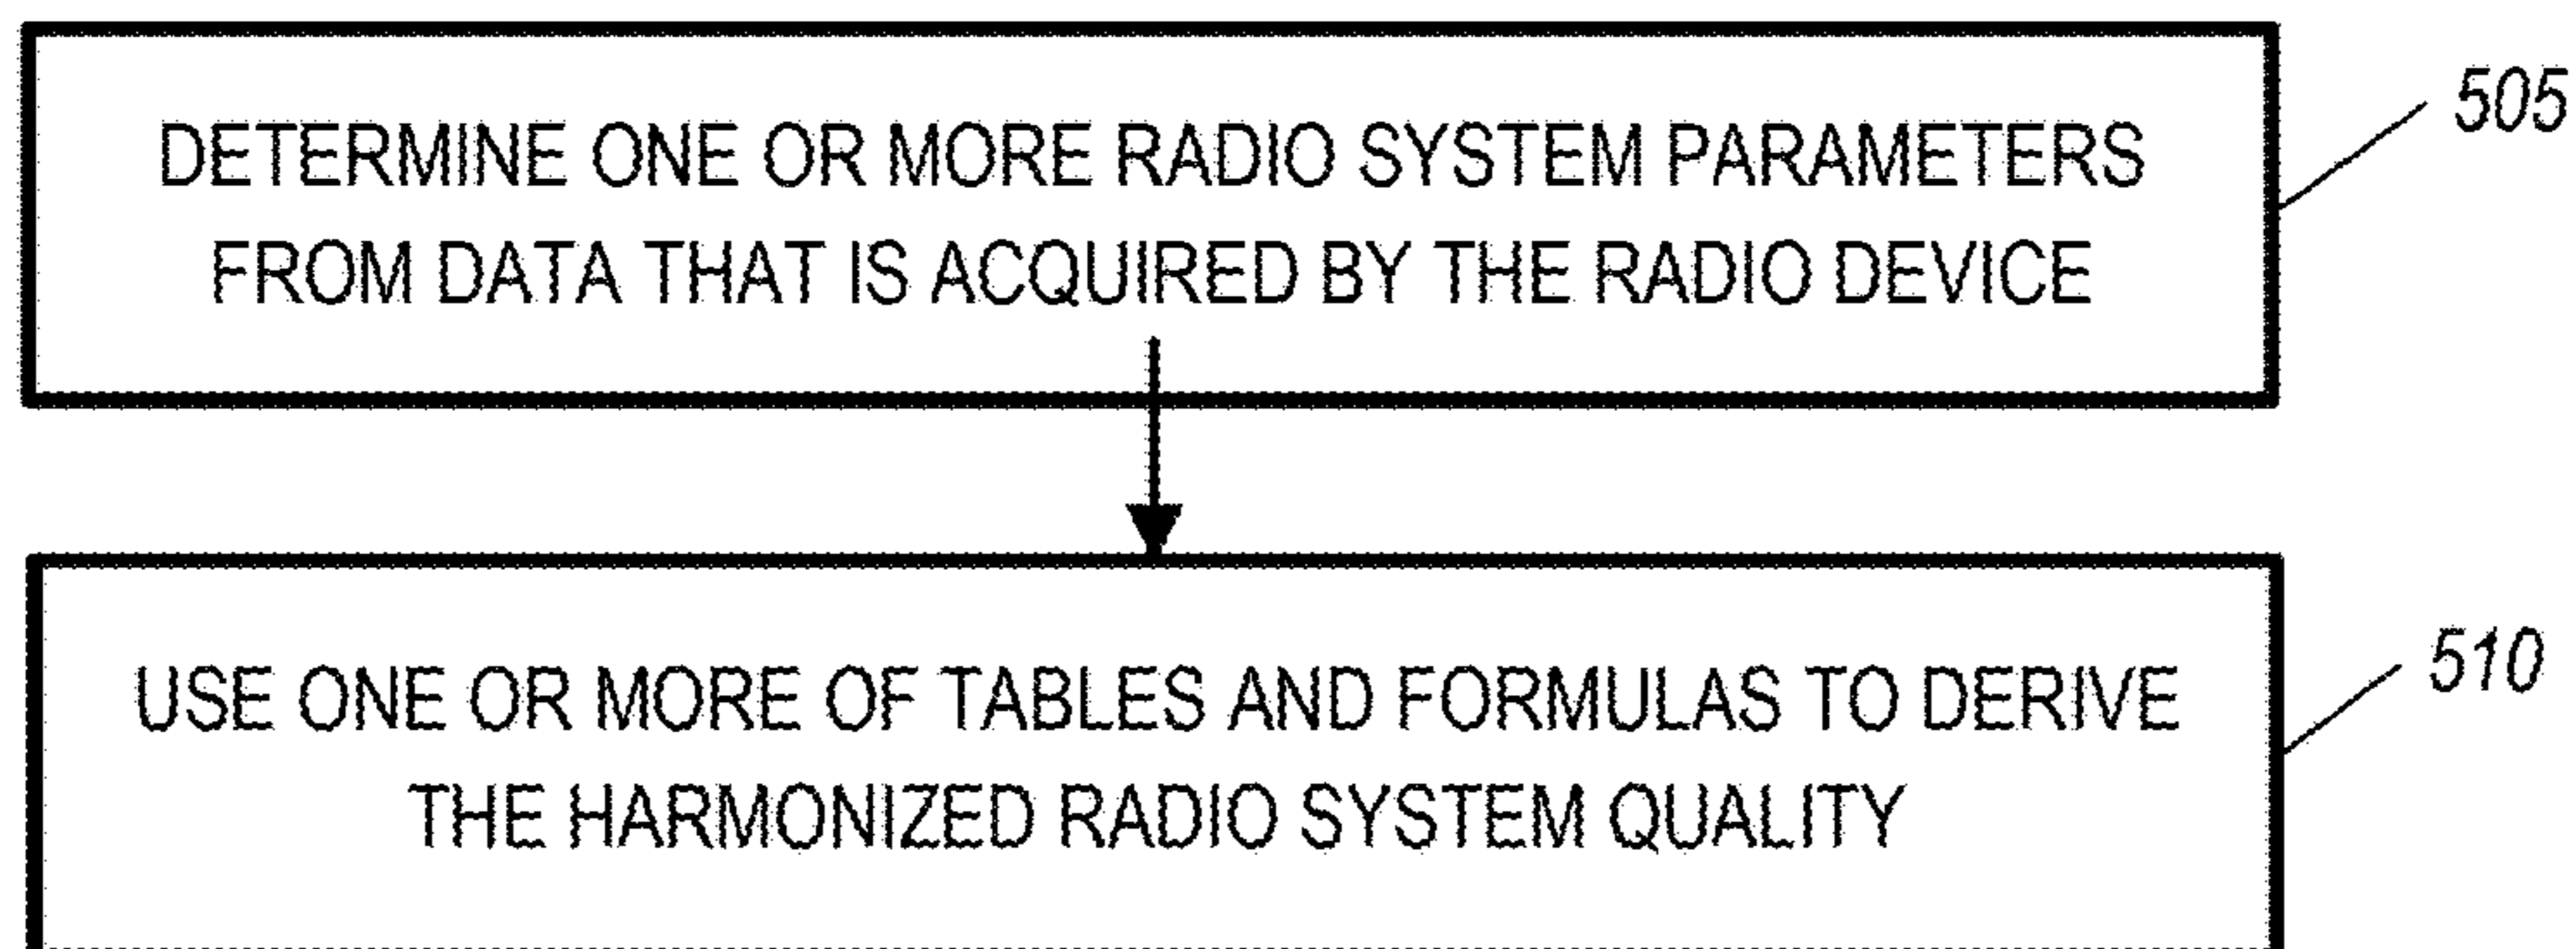 DETERMINE ONE OR MORE RADIO SYSTEM PARAMETERS
FROM DATA THAT IS ACQUIRED BY THE RADIO DEVICE
505
USE ONE OR MORE OF TABLES AND FORMULAS TO DERIVE
THE HARMONIZED RADIO SYSTEM QUALITY
510